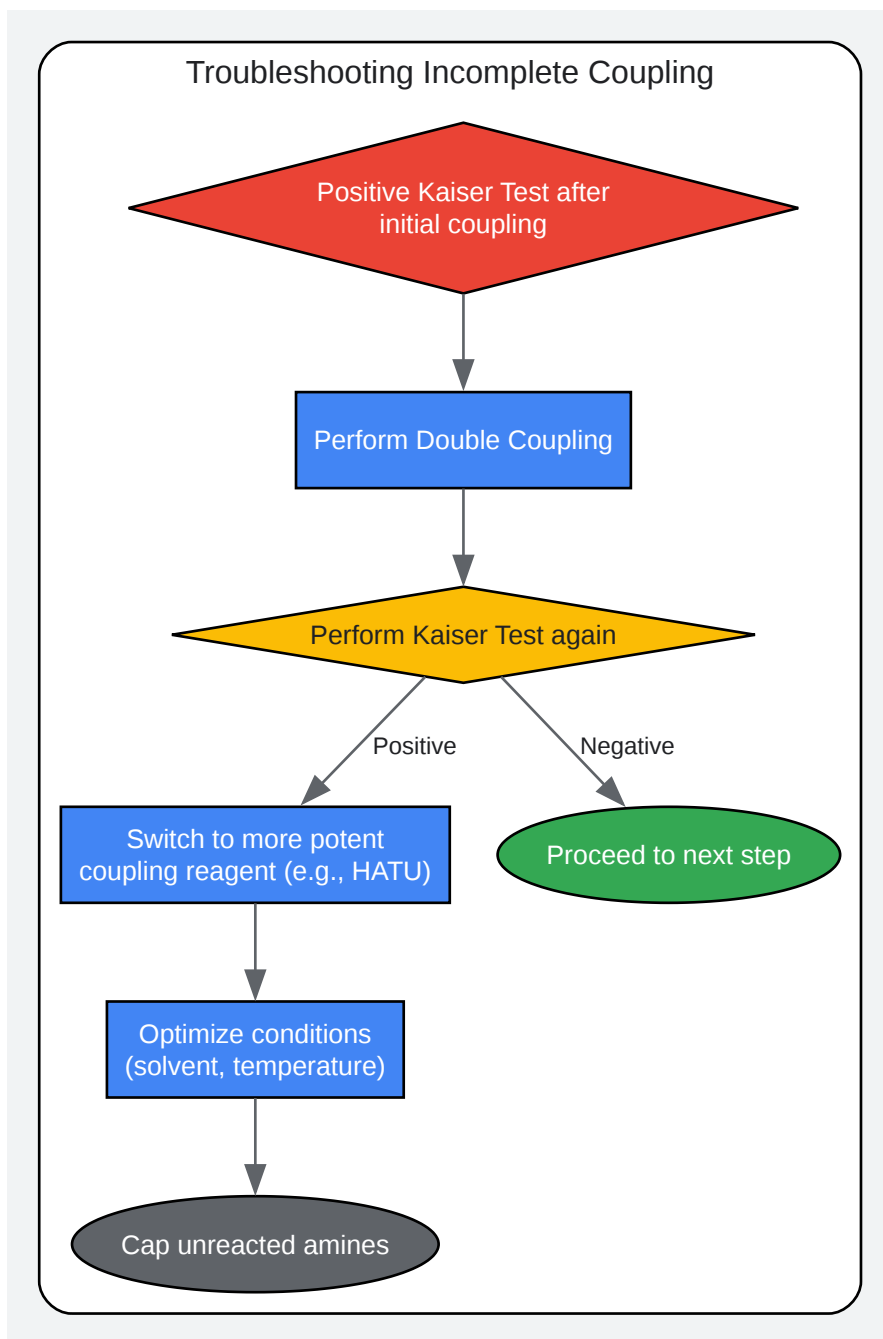 Troubleshooting Incomplete Coupling
Positive Kaiser Test after
initial coupling
Perform Double Coupling
Perform Kaiser Test again
Positive
Negative
Switch to more potent
coupling reagent (e.g., HATU)
Proceed to next step
Optimize conditions
(solvent, temperature)
Cap unreacted amines